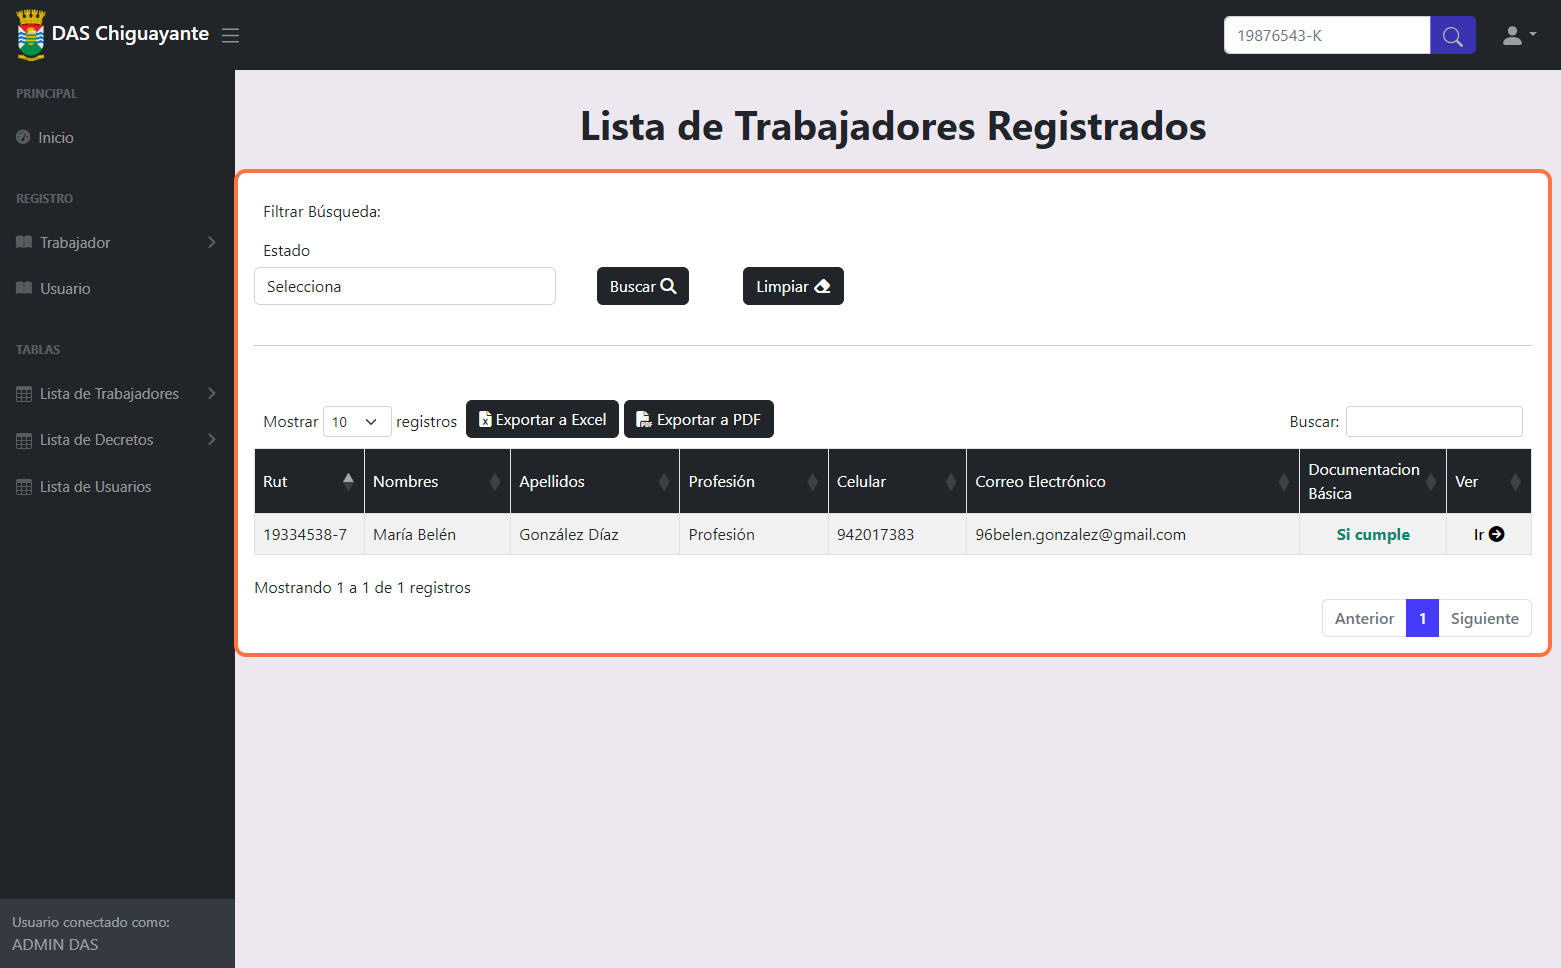 DAS Chiguayante
19876543-K
PRINCIPAL
Inicio
REGISTRO
Trabajador
Usuario
TABLAS
Lista de Trabajadores
Lista de Decretos
Lista de Usuarios
Usuario conectado como:
ADMIN DAS
Lista de Trabajadores Registrados
Filtrar Búsqueda:
Estado
Selecciona Buscar Limpiar
Mostrar 10 registros Exportar a Excel Exportar a PDF Buscar:
Rut Nombres Apellidos Profesión Celular Correo Electrónico Documentacion
Básica Ver
19334538-7 María Belén González Díaz Profesión 942017383 96belen.gonzalez@gmail.com Si cumple Ir
Mostrando 1 a 1 de 1 registros
Anterior 1 Siguiente